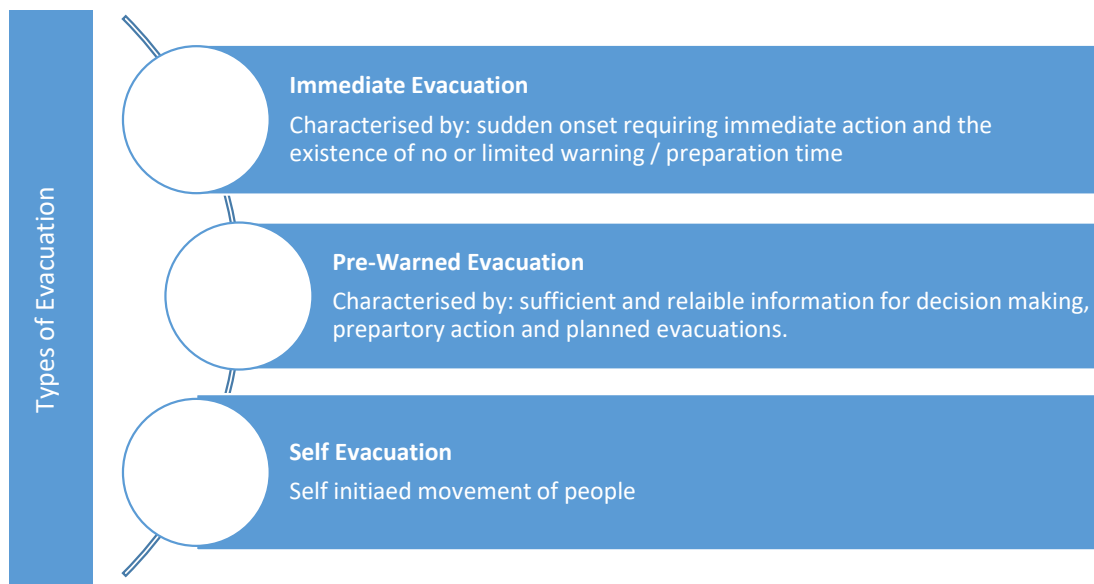 Types of Evacuation
Immediate Evacuation
Characterised by: sudden onset requiring immediate action and the
existence of no or limited warning / preparation time
Pre-Warned Evacuation
Characterised by: sufficient and relaible information for decision making,
prepartory action and planned evacuations.
Self Evacuation
Self initiaed movement of people